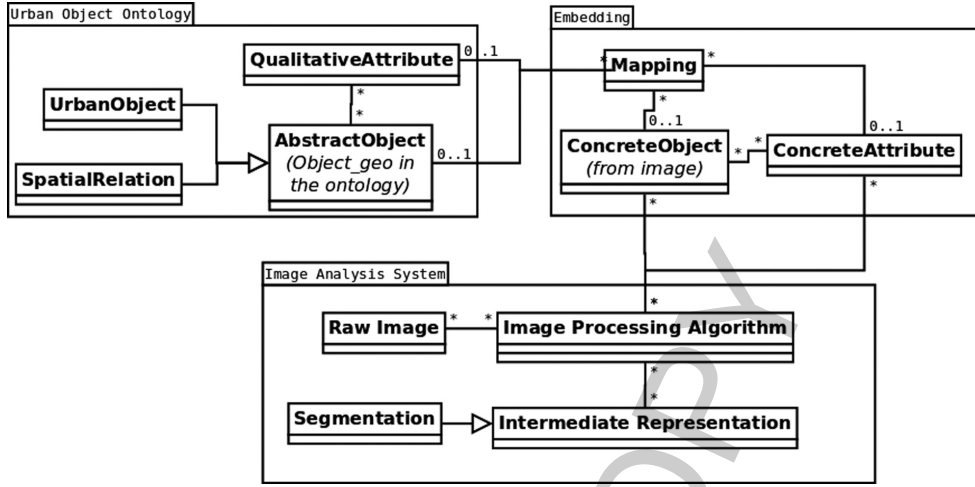 Urban Object Ontology
QualitativeAttribute
0..1
UrbanObject
*
*
AbstractObject
(Object_geo in
the ontology)
0..1
SpatialRelation
Embedding
*
Mapping
*
*
0..1
0..1
ConcreteObject
(from image)
*
*
ConcreteAttribute
*
*
Image Analysis System
*
Raw Image
*
*
Image Processing Algorithm
*
*
Segmentation
Intermediate Representation
OPY